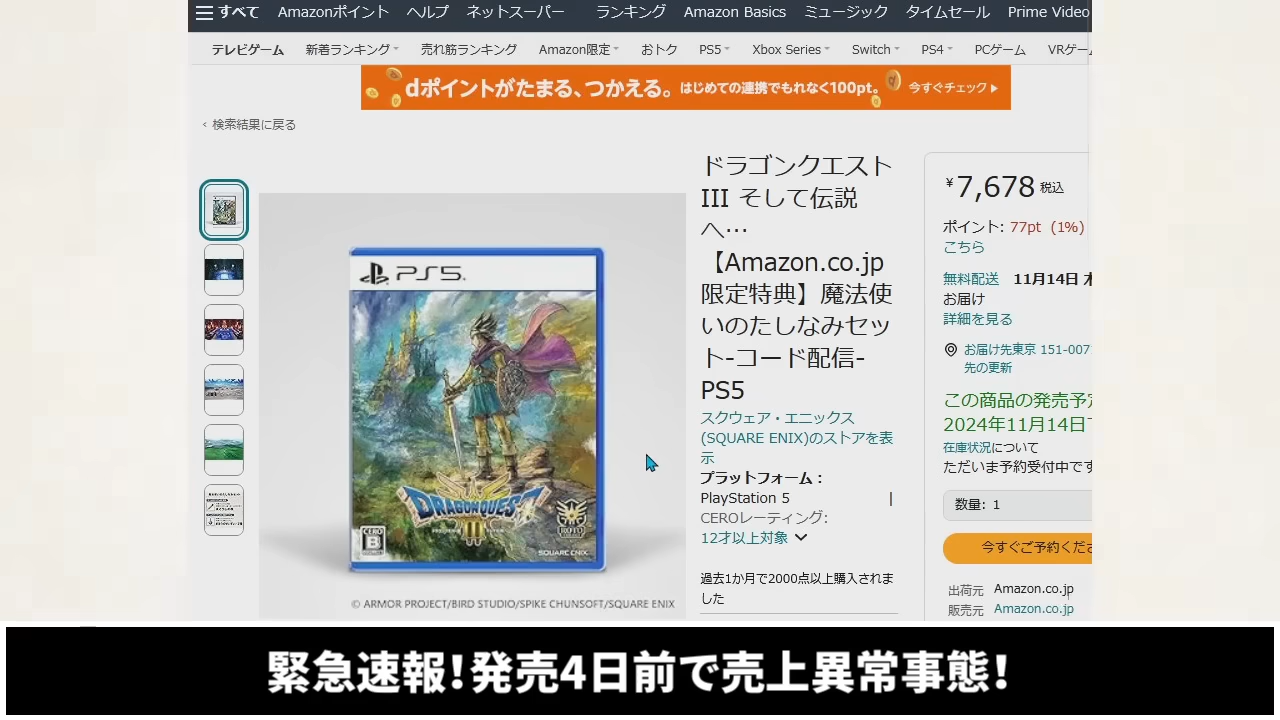 すべて Amazonポイント ヘルプ ネットスーパー ランキング Amazon Basics ミュージック タイムセール Prime Video
テレビゲーム 新着ランキング 売れ筋ランキング Amazon限定 おトク PS5 Xbox Series Switch PS4 PCゲーム VRゲー
dポイントがたまる、つかえる。 はじめての連携でもれなく100pt。 今すぐチェック
‹ 検索結果に戻る
PS5
DRAGON QUEST
III
CERO
B
ROTO
SQUARE ENIX
© ARMOR PROJECT/BIRD STUDIO/SPIKE CHUNSOFT/SQUARE ENIX
ドラゴンクエスト
III そして伝説
へ…
【Amazon.co.jp
限定特典】魔法使
いのたしなみセッ
ト-コード配信-
PS5
スクウェア・エニックス
(SQUARE ENIX)のストアを表
示
プラットフォーム :
PlayStation 5 |
CEROレーティング:
12才以上対象
過去1か月で2000点以上購入されま
した
¥7,678 税込
ポイント: 77pt (1%)
こちら
無料配送 11月14日 木
お届け
詳細を見る
お届け先東京 151-007
先の更新
この商品の発売予定
2024年11月14日
在庫状況について
ただいま予約受付中です
数量: 1
今すぐご予約くだ
出荷元 Amazon.co.jp
販売元 Amazon.co.jp
緊急速報!発売4日前で売上異常事態!